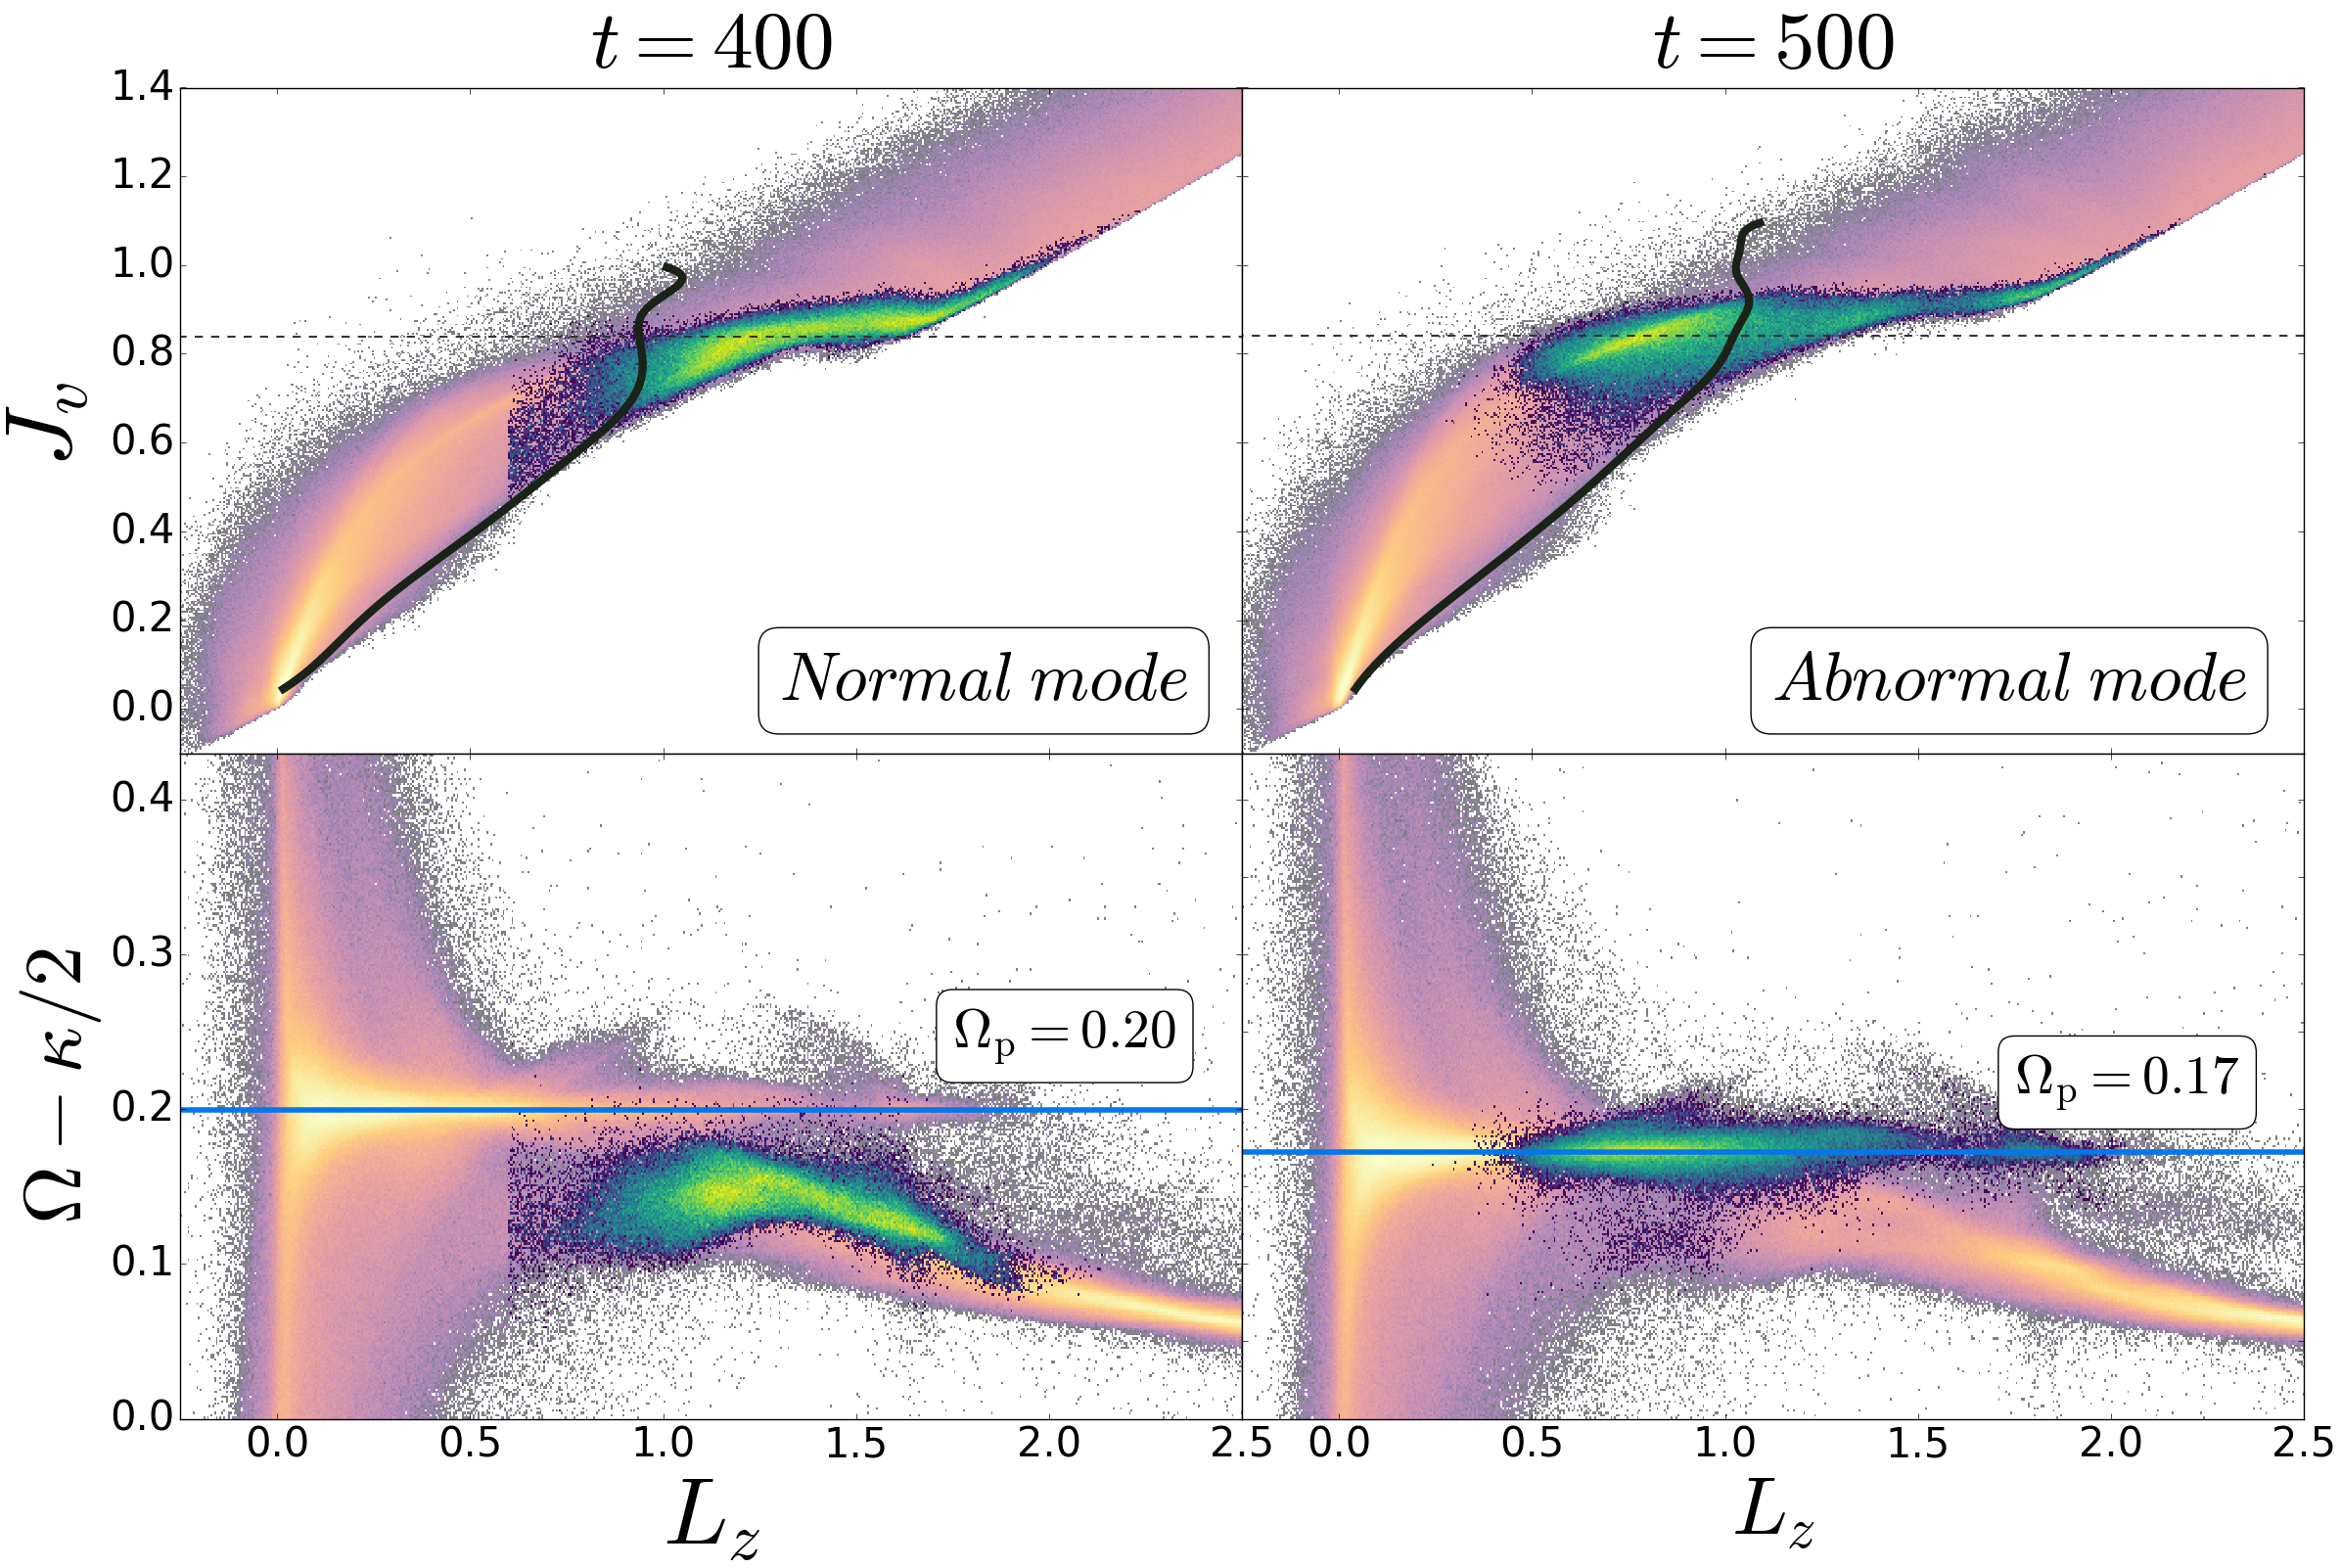 t = 400
t = 500
1.4
1.2
1.0
0.8
0.6
0.4
0.2
0.0
J_v
Normal mode
Abnormal mode
0.4
0.3
0.2
0.1
0.0
Ω − κ/2
Ω_p = 0.20
Ω_p = 0.17
0.0 0.5 1.0 1.5 2.0 2.5
0.0 0.5 1.0 1.5 2.0 2.5
L_z
L_z